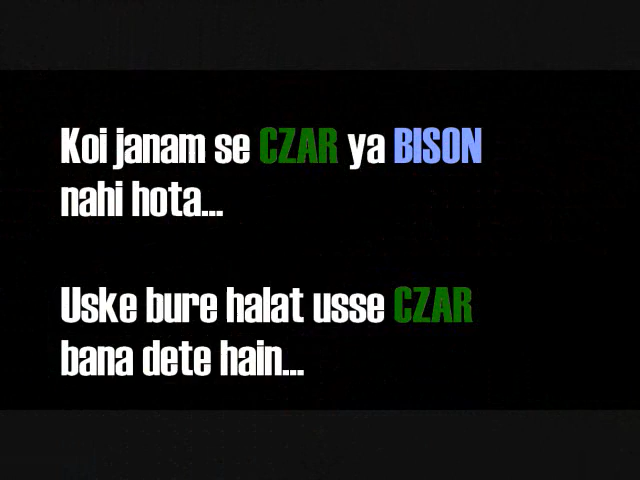 Koi janam se CZAR ya BISON
nahi hota...
Uske bure halat usse CZAR
bana dete hain...